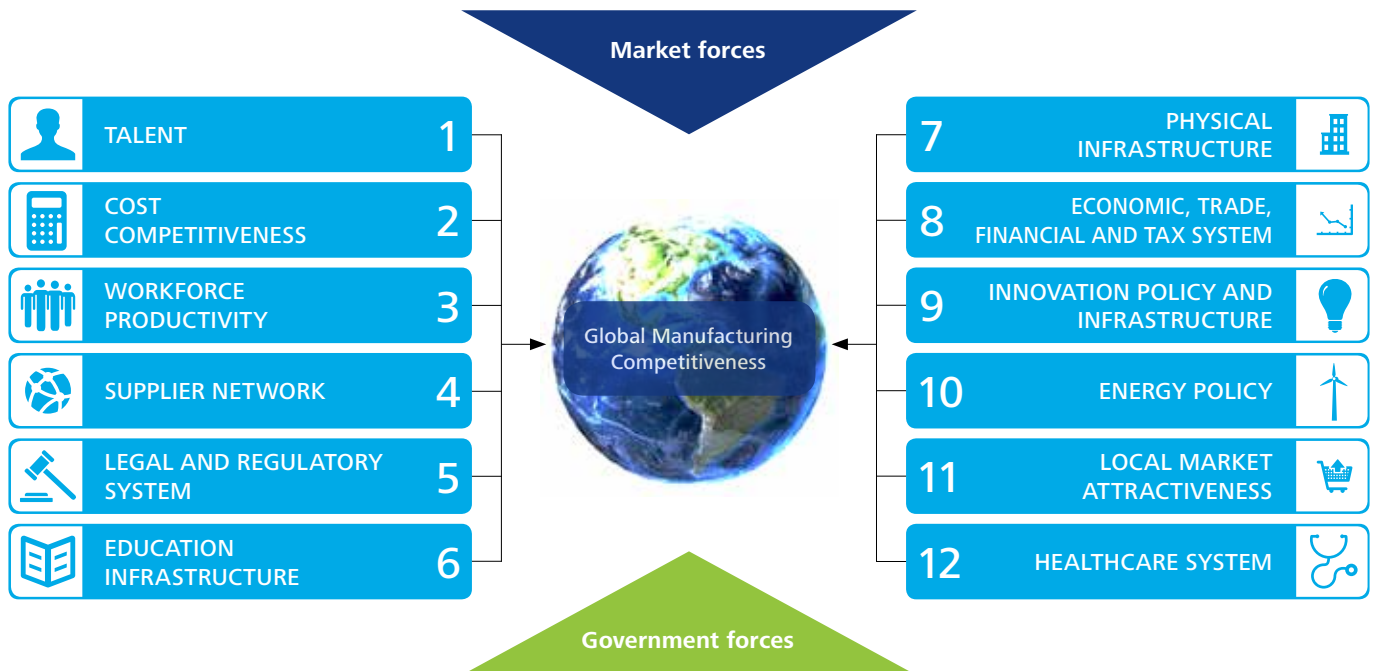 Market forces
TALENT 1
COST
COMPETITIVENESS 2
WORKFORCE
PRODUCTIVITY 3
SUPPLIER NETWORK 4
LEGAL AND REGULATORY
SYSTEM 5
EDUCATION
INFRASTRUCTURE 6
Global Manufacturing
Competitiveness
7 PHYSICAL
INFRASTRUCTURE
8 ECONOMIC, TRADE,
FINANCIAL AND TAX SYSTEM
9 INNOVATION POLICY AND
INFRASTRUCTURE
10 ENERGY POLICY
11 LOCAL MARKET
ATTRACTIVENESS
12 HEALTHCARE SYSTEM
Government forces